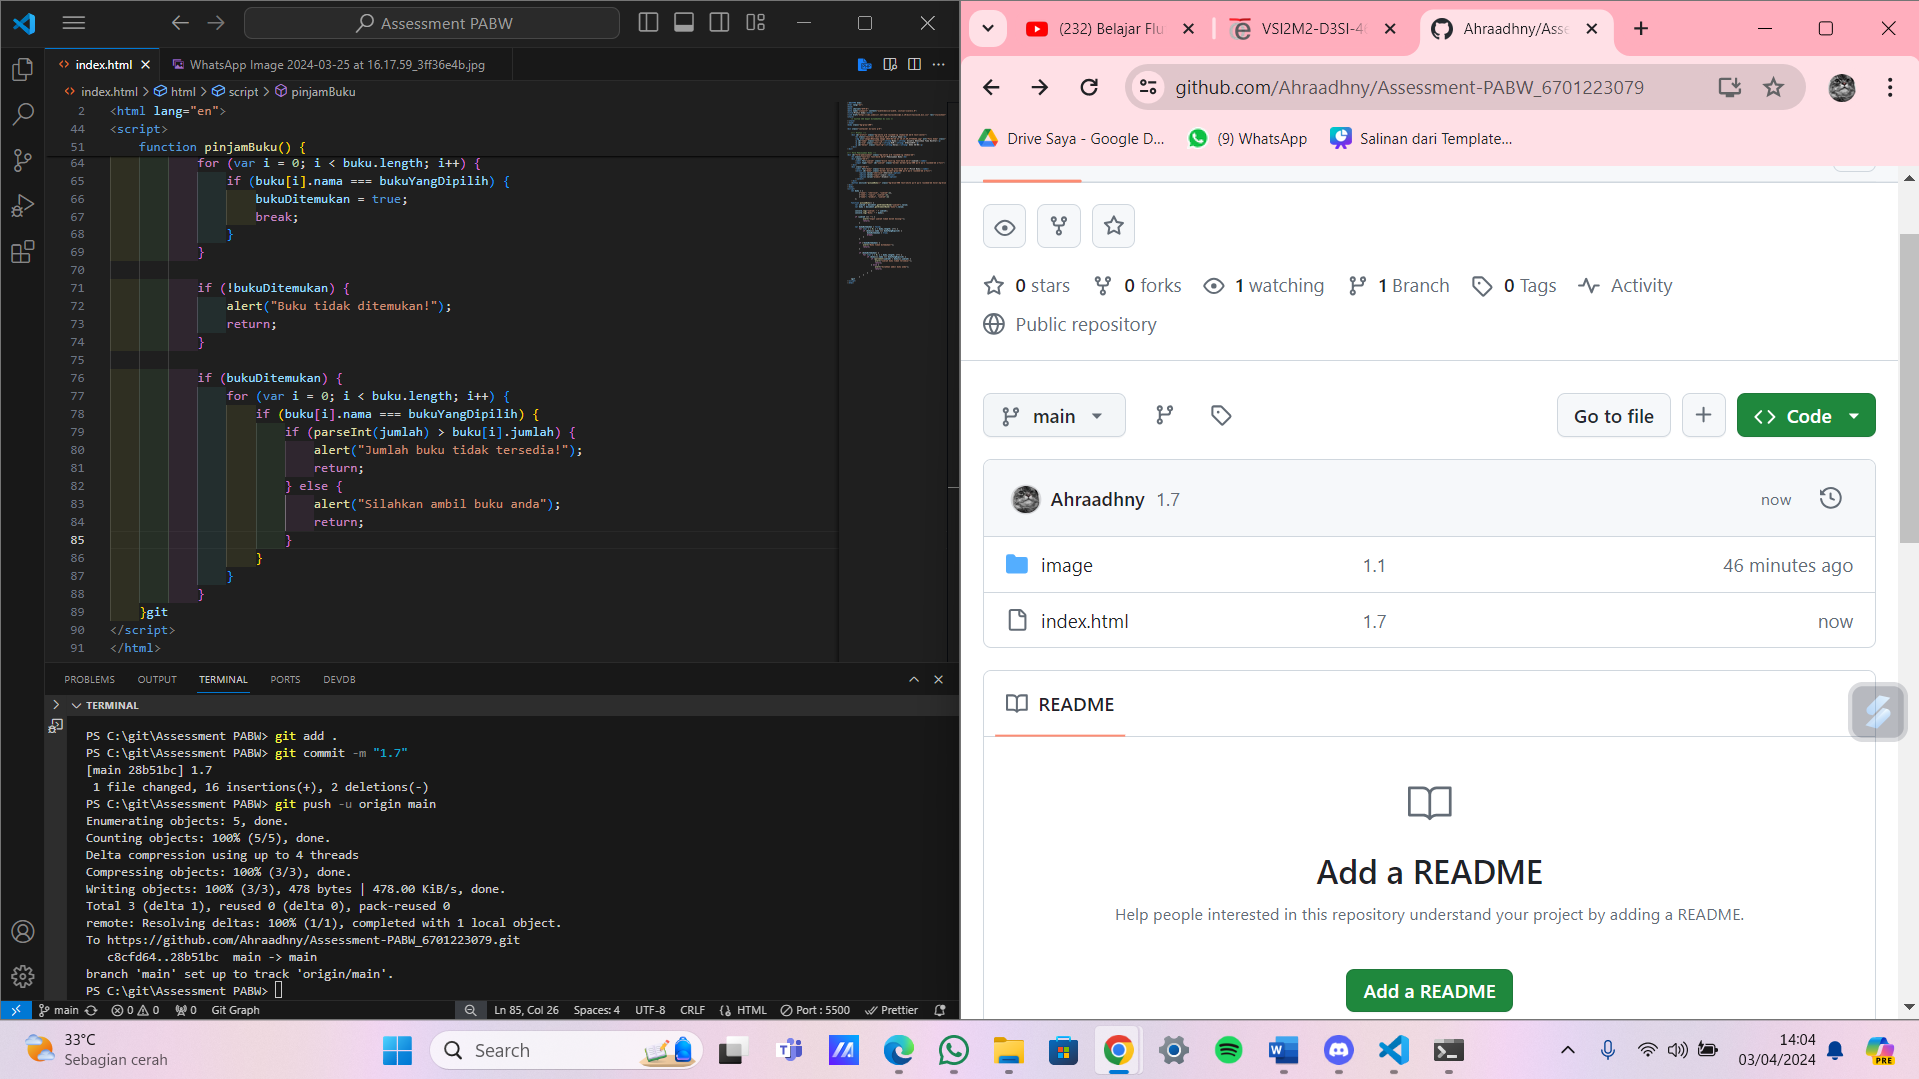 Assessment PABW
index.html
WhatsApp Image 2024-03-25 at 16.17.59_3ff36e4b.jpg
index.html > html > script > pinjamBuku
2 <html lang="en">
44 <script>
51 function pinjamBuku() {
64 for (var i = 0; i < buku.length; i++) {
65 if (buku[i].nama === bukuYangDipilih) {
66 bukuDitemukan = true;
67 break;
68 }
69 }
70
71 if (!bukuDitemukan) {
72 alert("Buku tidak ditemukan!");
73 return;
74 }
75
76 if (bukuDitemukan) {
77 for (var i = 0; i < buku.length; i++) {
78 if (buku[i].nama === bukuYangDipilih) {
79 if (parseInt(jumlah) > buku[i].jumlah) {
80 alert("Jumlah buku tidak tersedia!");
81 return;
82 } else {
83 alert("Silahkan ambil buku anda");
84 return;
85 }
86 }
87 }
88 }
89 }git
90 </script>
91 </html>
PROBLEMS OUTPUT TERMINAL PORTS DEVDB
TERMINAL
PS C:\git\Assessment PABW> git add .
PS C:\git\Assessment PABW> git commit -m "1.7"
[main 28b51bc] 1.7
1 file changed, 16 insertions(+), 2 deletions(-)
PS C:\git\Assessment PABW> git push -u origin main
Enumerating objects: 5, done.
Counting objects: 100% (5/5), done.
Delta compression using up to 4 threads
Compressing objects: 100% (3/3), done.
Writing objects: 100% (3/3), 478 bytes | 478.00 KiB/s, done.
Total 3 (delta 1), reused 0 (delta 0), pack-reused 0
remote: Resolving deltas: 100% (1/1), completed with 1 local object.
To https://github.com/Ahraadhny/Assessment-PABW_6701223079.git
c8cfd64..28b51bc main -> main
branch 'main' set up to track 'origin/main'.
PS C:\git\Assessment PABW>
main 0 0 0 Git Graph Ln 85, Col 26 Spaces: 4 UTF-8 CRLF HTML Port : 5500 Prettier
(232) Belajar Flu
VSI2M2-D3SI-46
Ahraadhny/Asse
github.com/Ahraadhny/Assessment-PABW_6701223079
Drive Saya - Google D... (9) WhatsApp Salinan dari Template...
0 stars 0 forks 1 watching 1 Branch 0 Tags Activity
Public repository
main Go to file Code
Ahraadhny 1.7 now
image 1.1 46 minutes ago
index.html 1.7 now
README
Add a README
Help people interested in this repository understand your project by adding a README.
Add a README
33°C
Sebagian cerah
Search
14:04
03/04/2024
PRE